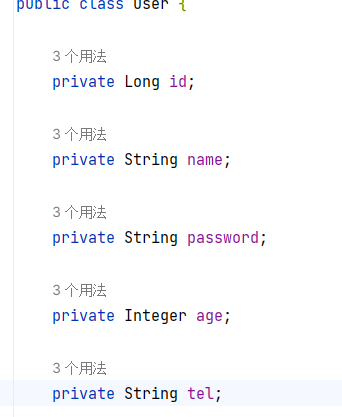 public class User {
3 个用法
private Long id;
3 个用法
private String name;
3 个用法
private String password;
3 个用法
private Integer age;
3 个用法
private String tel;